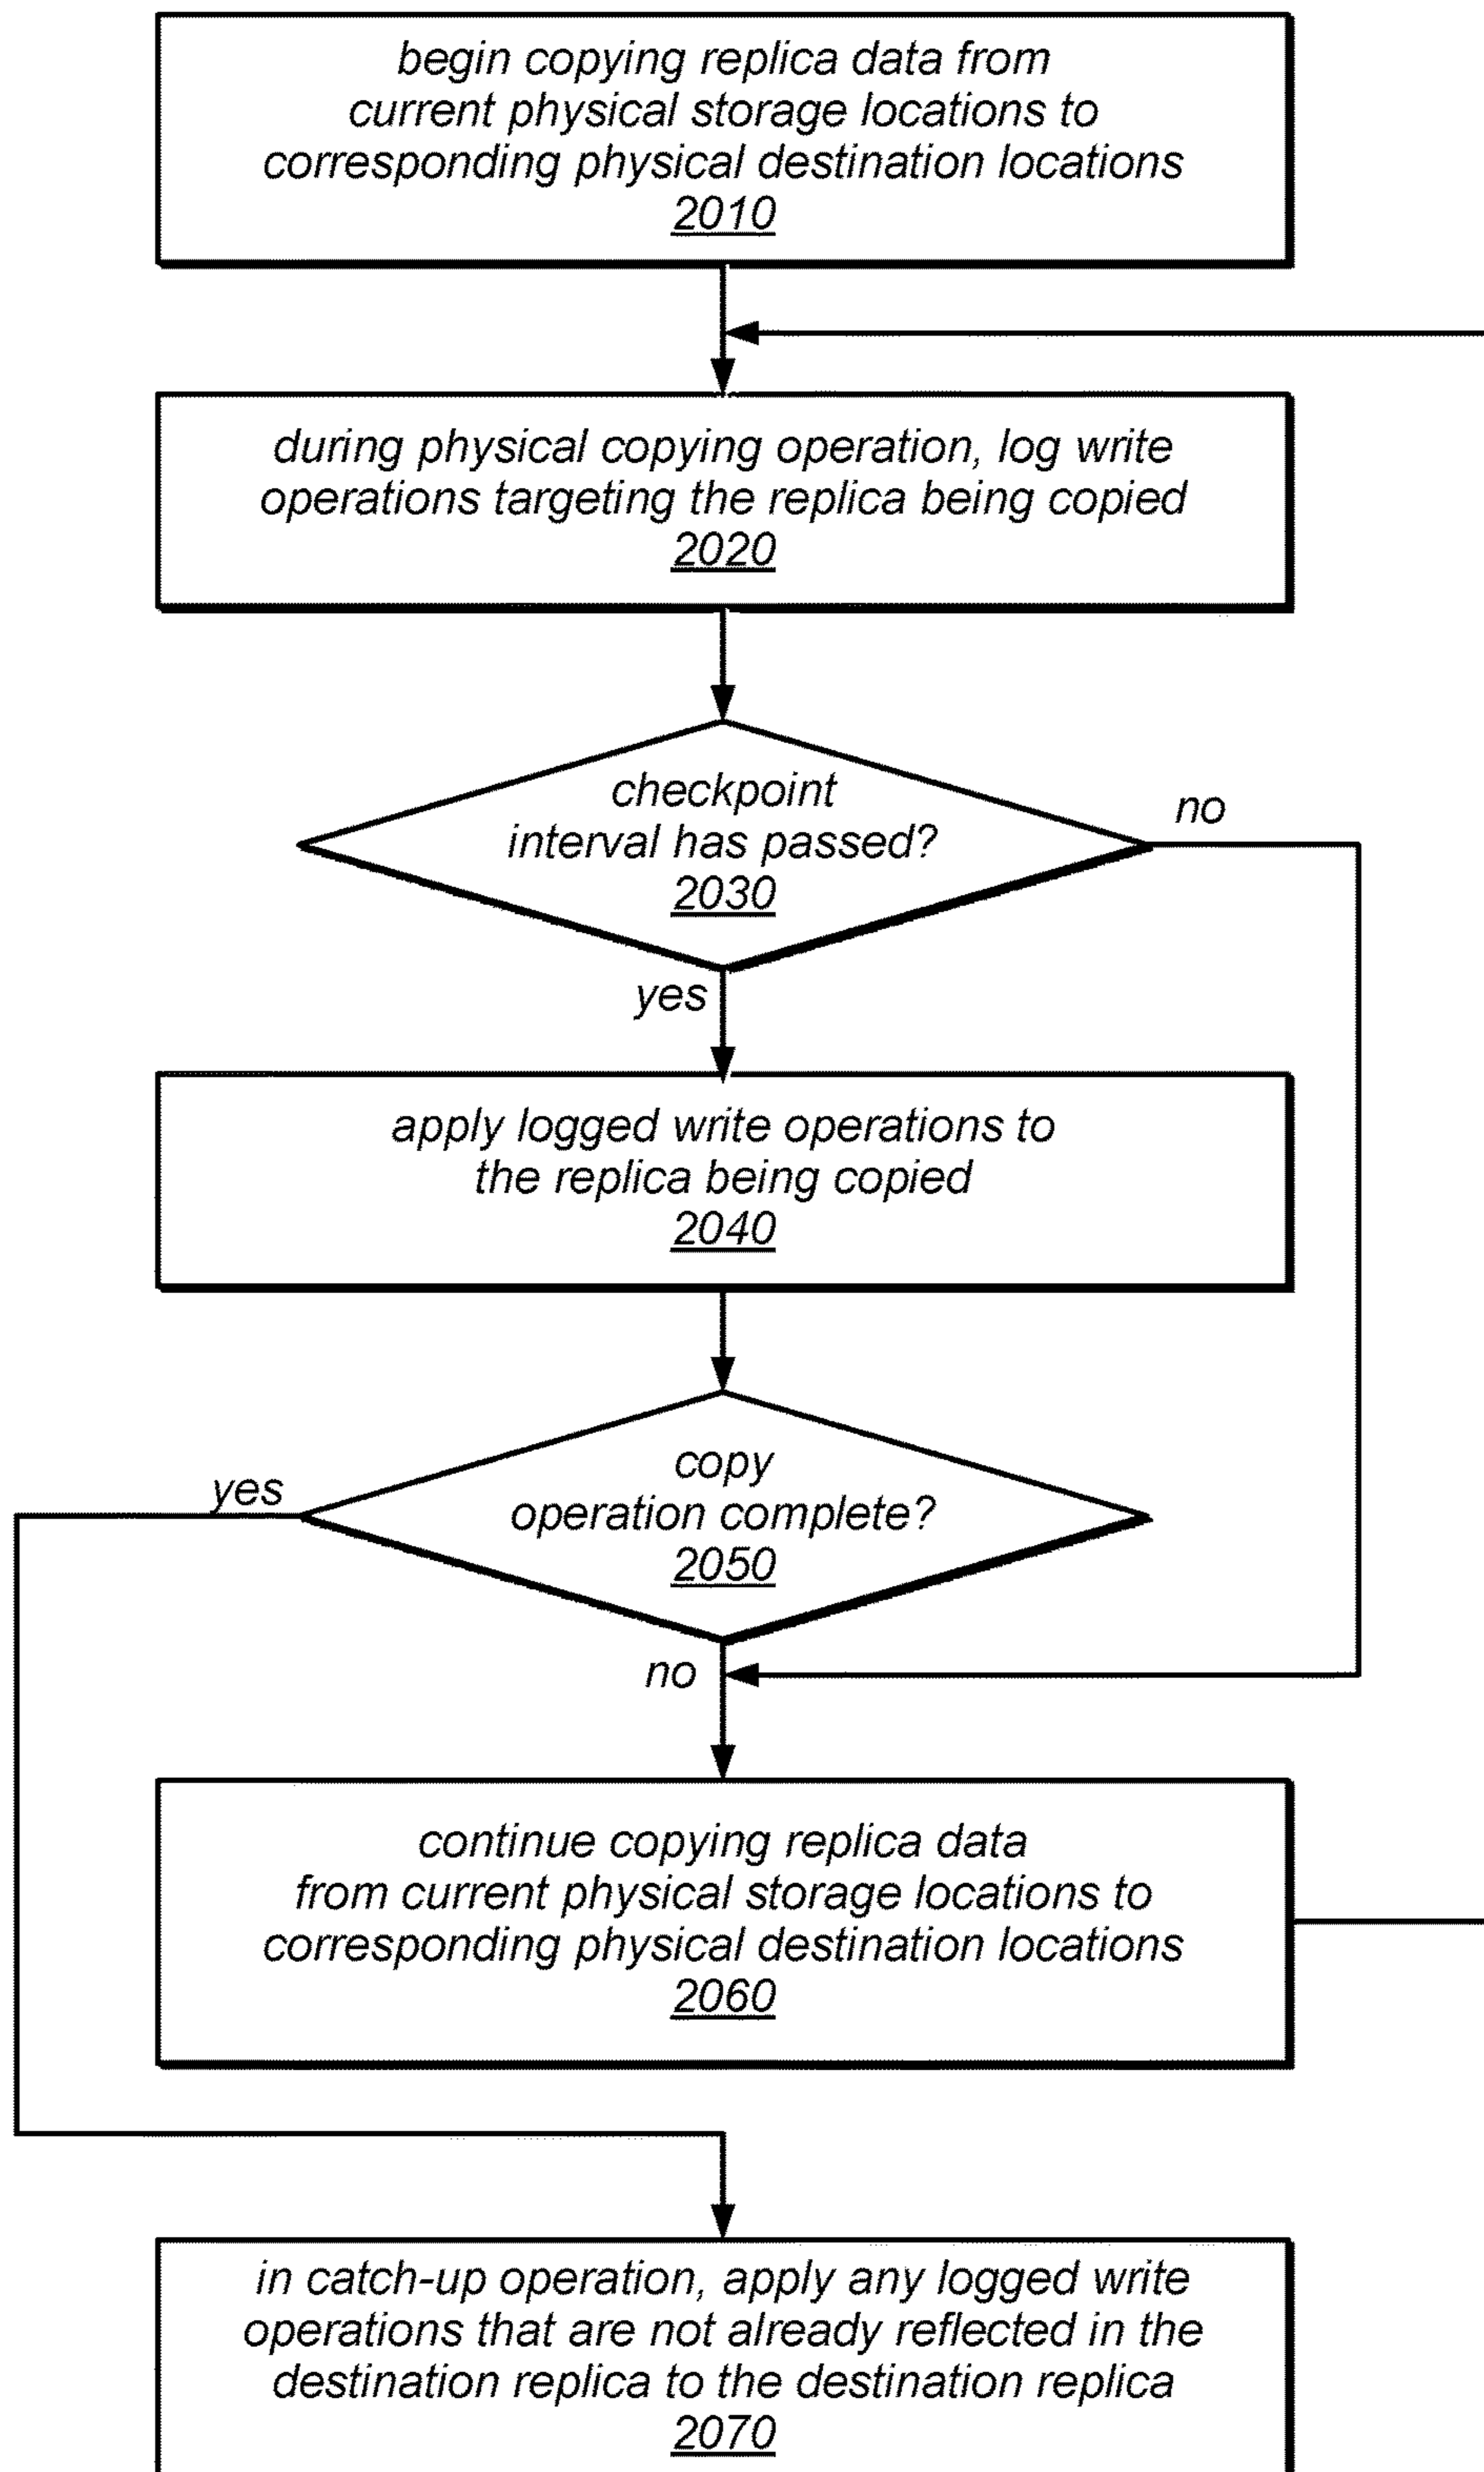 begin copying replica data from
current physical storage locations to
corresponding physical destination locations
2010
during physical copying operation, log write
operations targeting the replica being copied
2020
checkpoint
interval has passed?
2030
no
yes
apply logged write operations to
the replica being copied
2040
copy
operation complete?
2050
yes
no
continue copying replica data
from current physical storage locations to
corresponding physical destination locations
2060
in catch-up operation, apply any logged write
operations that are not already reflected in the
destination replica to the destination replica
2070